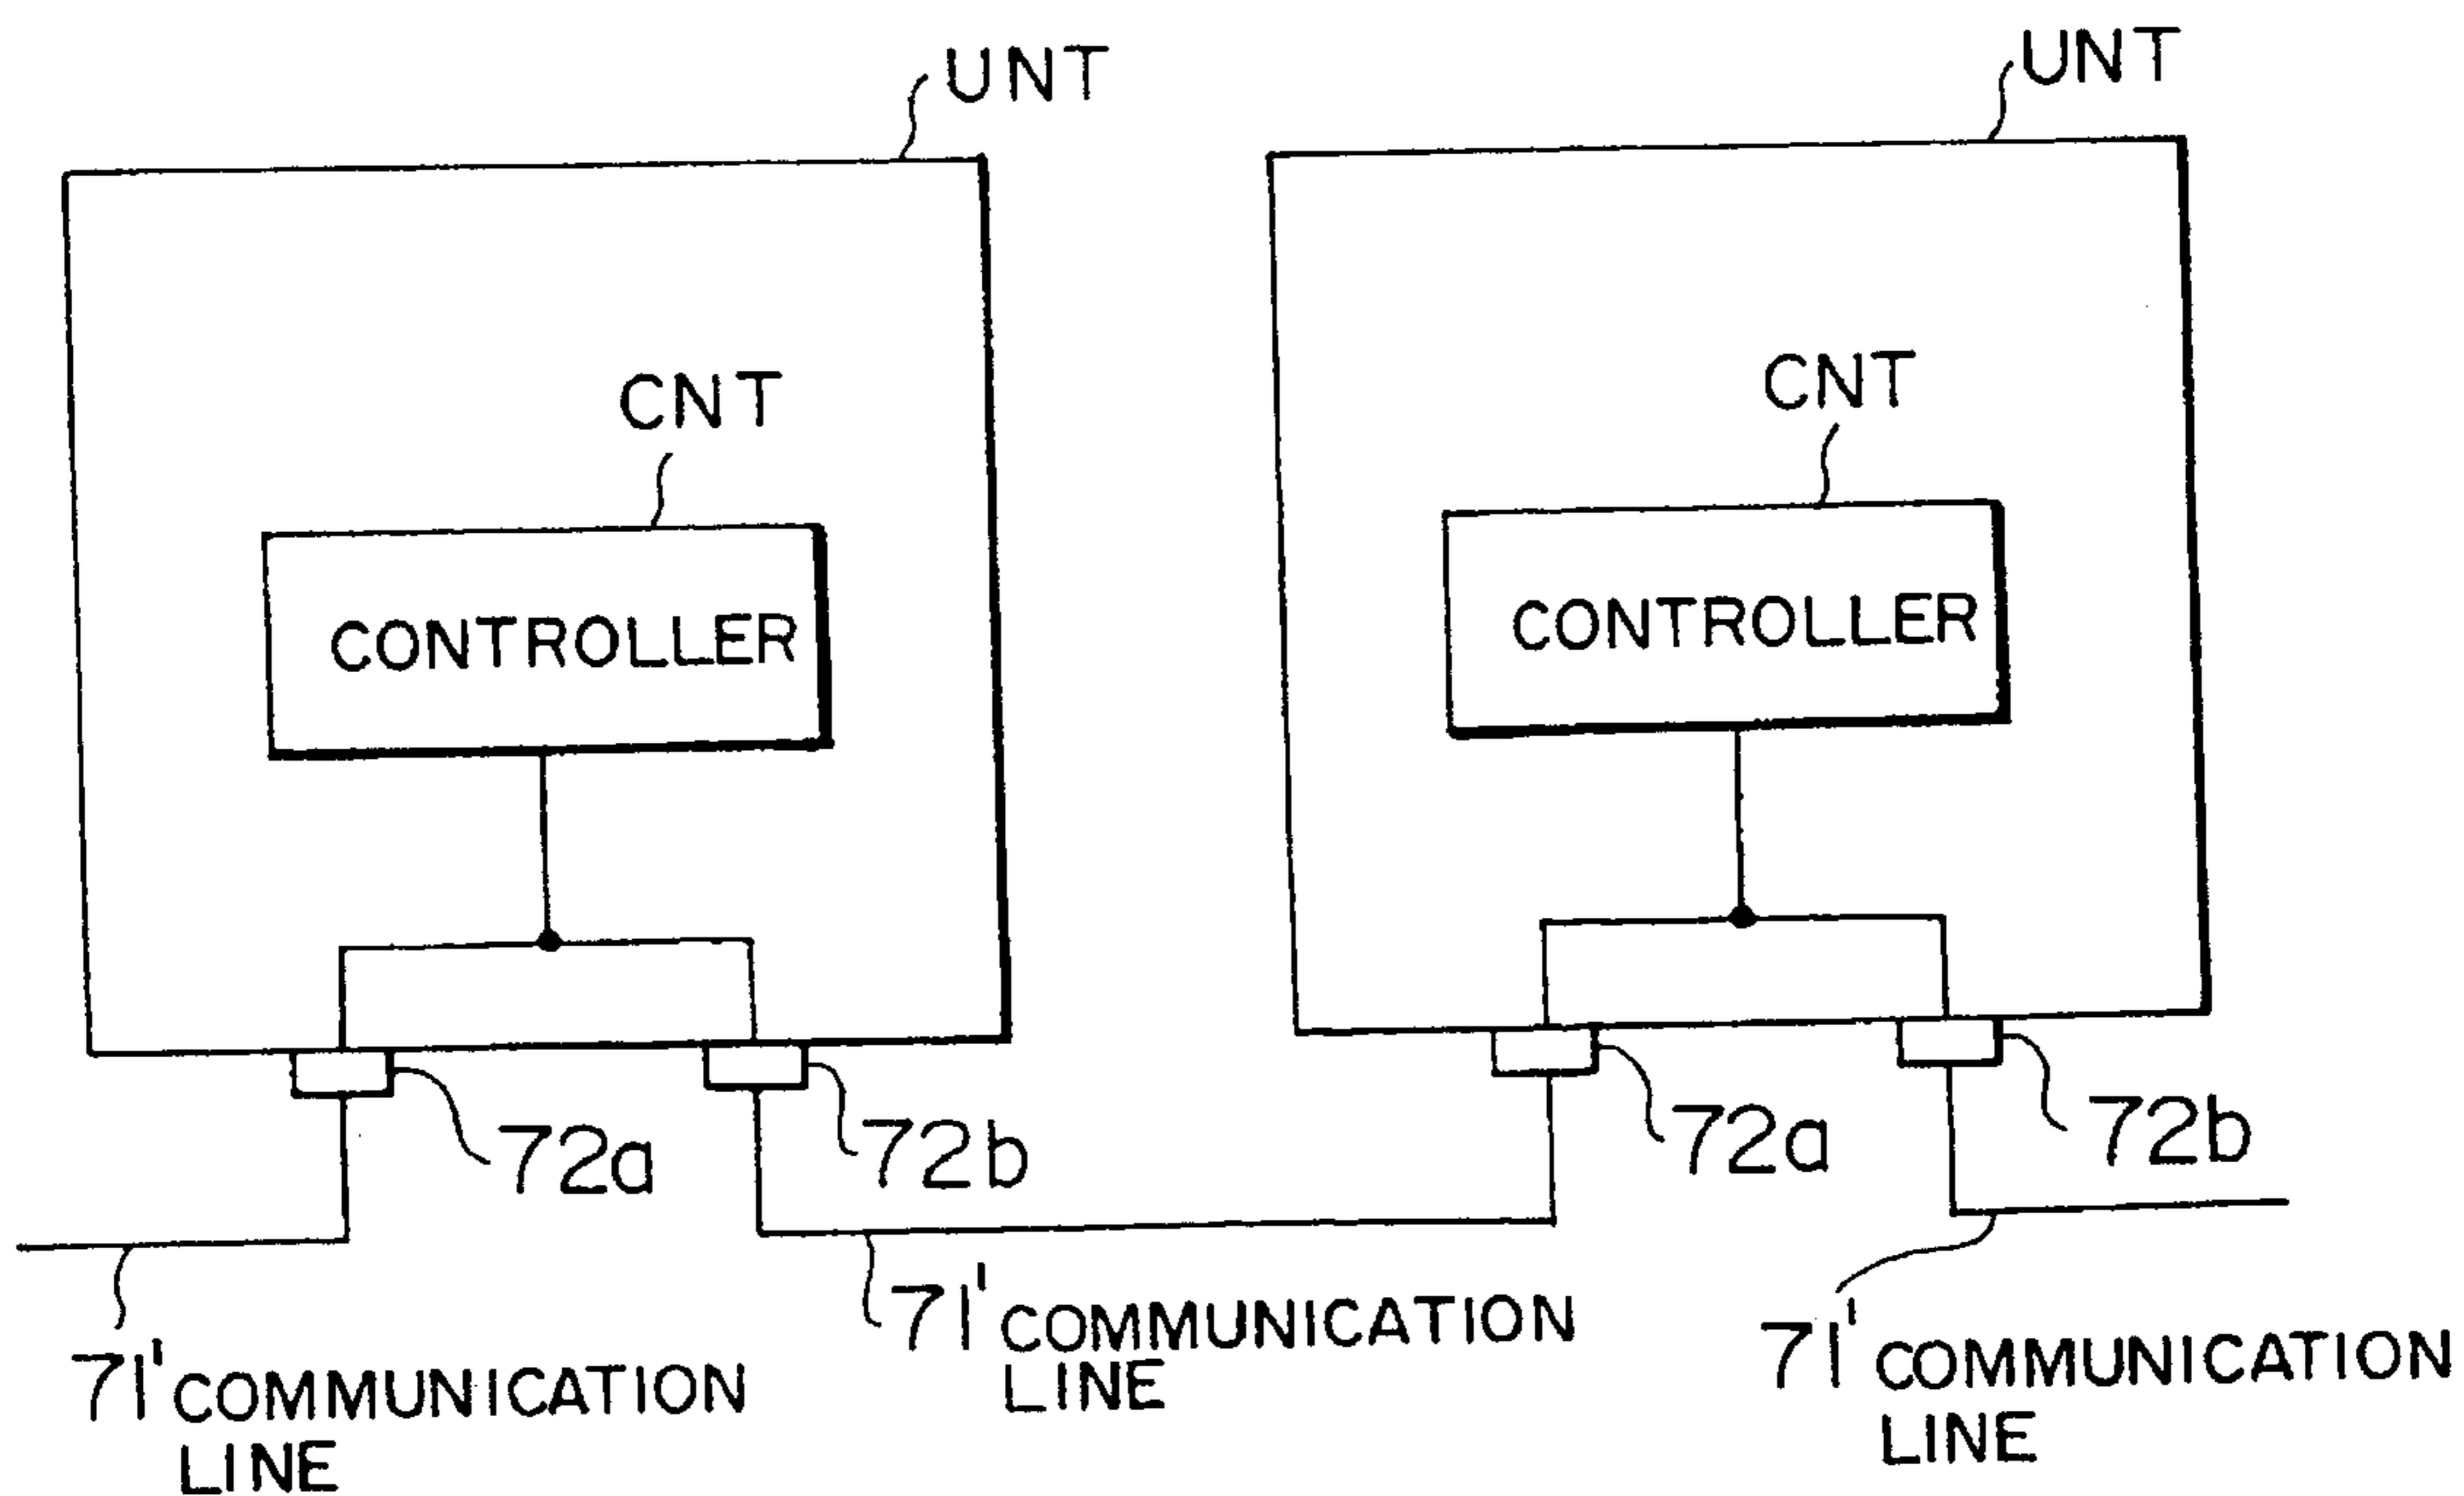 UNT
UNT
CNT
CNT
CONTROLLER
CONTROLLER
72a
72b
72a
72b
71' COMMUNICATION
LINE
71' COMMUNICATION
LINE
71' COMMUNICATION
LINE